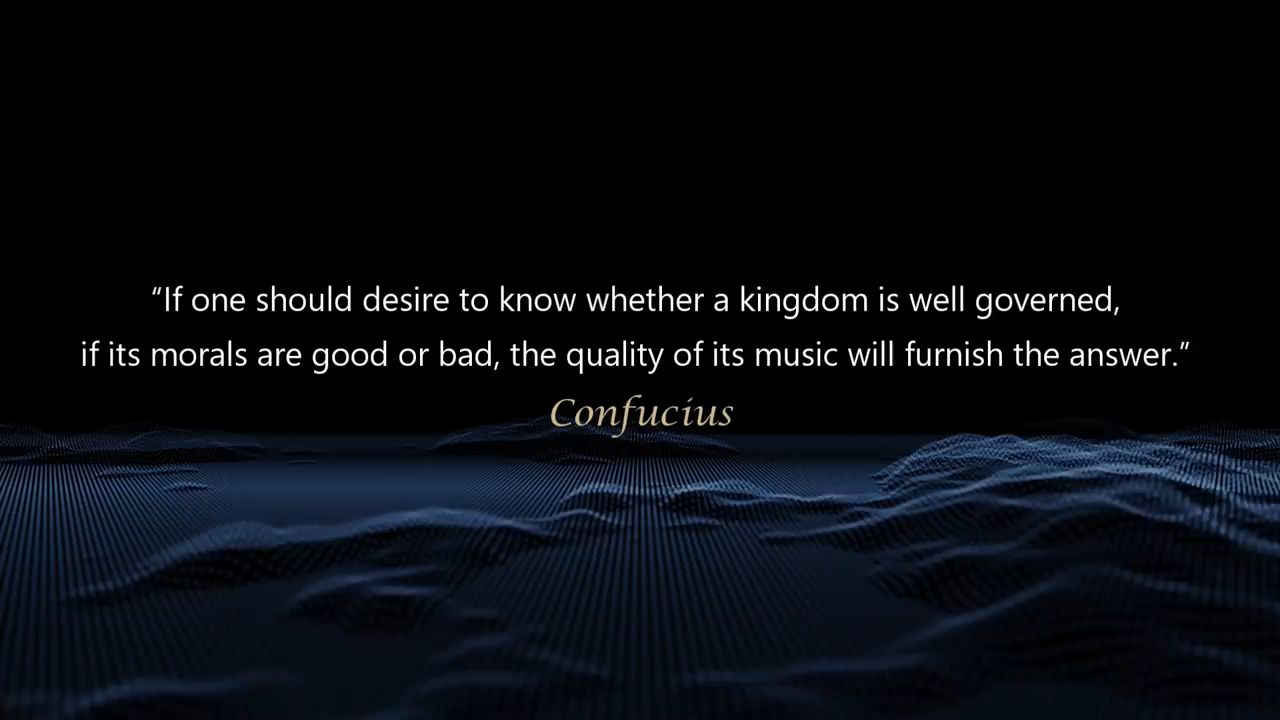 “If one should desire to know whether a kingdom is well governed,
if its morals are good or bad, the quality of its music will furnish the answer.”
Confucius